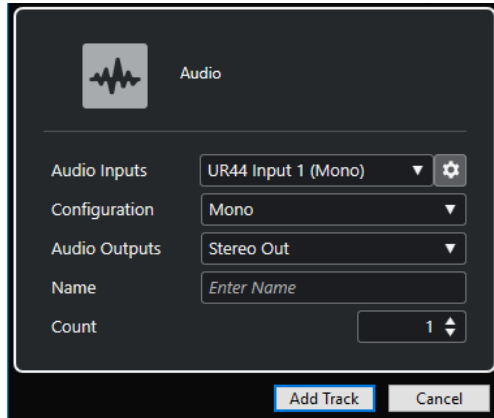 Audio
Audio Inputs UR44 Input 1 (Mono)
Configuration Mono
Audio Outputs Stereo Out
Name Enter Name
Count 1
Add Track Cancel